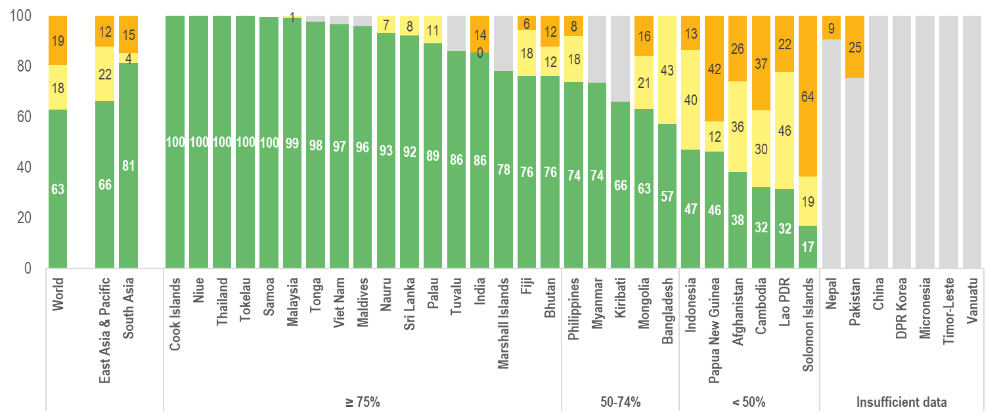 100
80
60
40
20
0
19
18
63
12
22
66
15
4
81
100
100
100
100
100
1
99
98
97
96
7
93
8
92
11
89
86
14
0
86
78
6
18
76
12
12
76
8
18
74
74
66
16
21
63
43
57
13
40
47
42
12
46
26
36
38
37
30
32
22
46
32
64
19
17
9
25
World
East Asia & Pacific
South Asia
Cook Islands
Niue
Thailand
Tokelau
Samoa
Malaysia
Tonga
Viet Nam
Maldives
Nauru
Sri Lanka
Palau
Tuvalu
India
Marshall Islands
Fiji
Bhutan
Philippines
Myanmar
Kiribati
Mongolia
Bangladesh
Indonesia
Papua New Guinea
Afghanistan
Cambodia
Lao PDR
Solomon Islands
Nepal
Pakistan
China
DPR Korea
Micronesia
Timor-Leste
Vanuatu
≥ 75%
50-74%
< 50%
Insufficient data